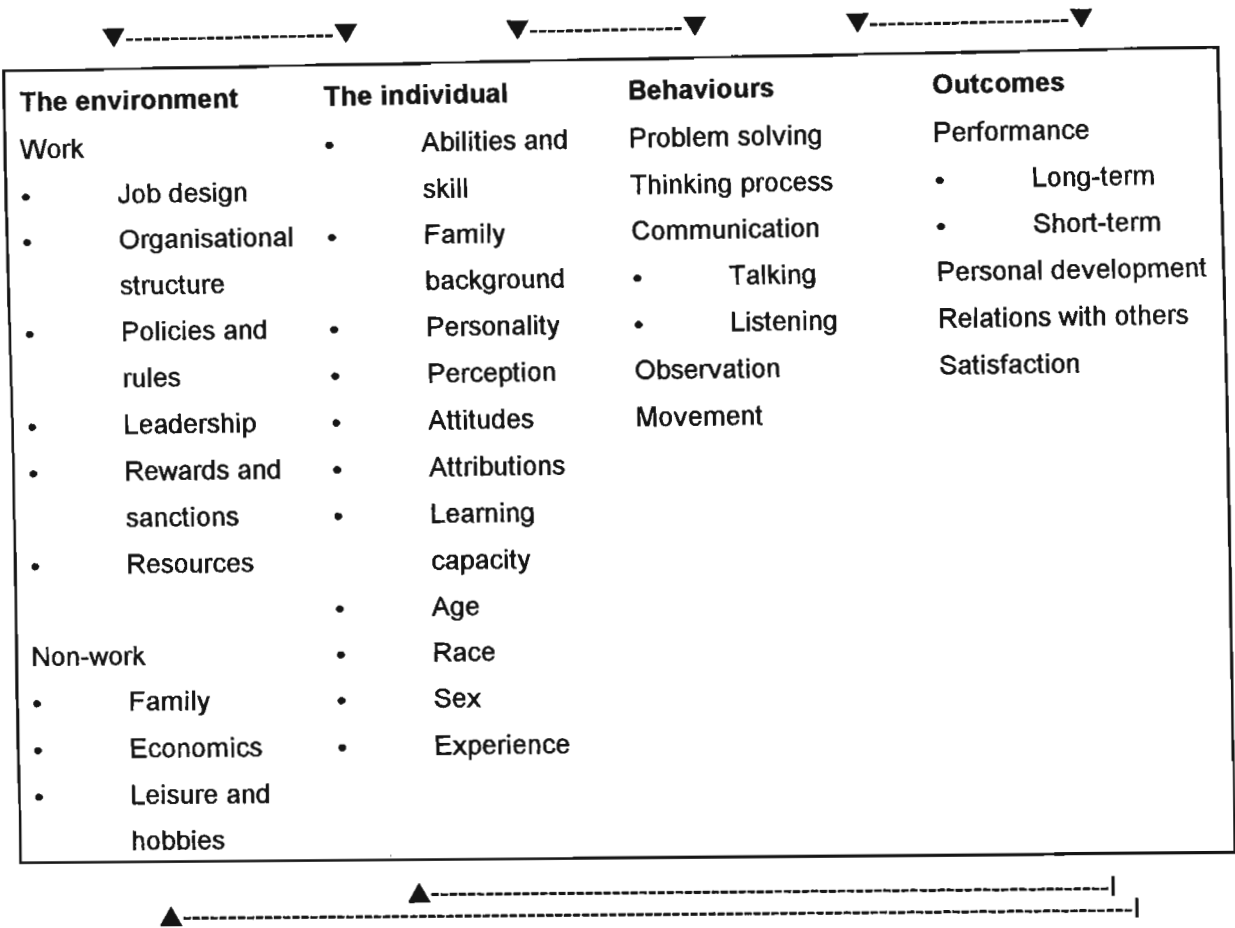 The environment
Work
• Job design
• Organisational
structure
• Policies and
rules
• Leadership
• Rewards and
sanctions
• Resources
Non-work
• Family
• Economics
• Leisure and
hobbies
The individual
• Abilities and
skill
• Family
background
• Personality
• Perception
• Attitudes
• Attributions
• Learning
capacity
• Age
• Race
• Sex
• Experience
Behaviours
Problem solving
Thinking process
Communication
• Talking
• Listening
Observation
Movement
Outcomes
Performance
• Long-term
• Short-term
Personal development
Relations with others
Satisfaction